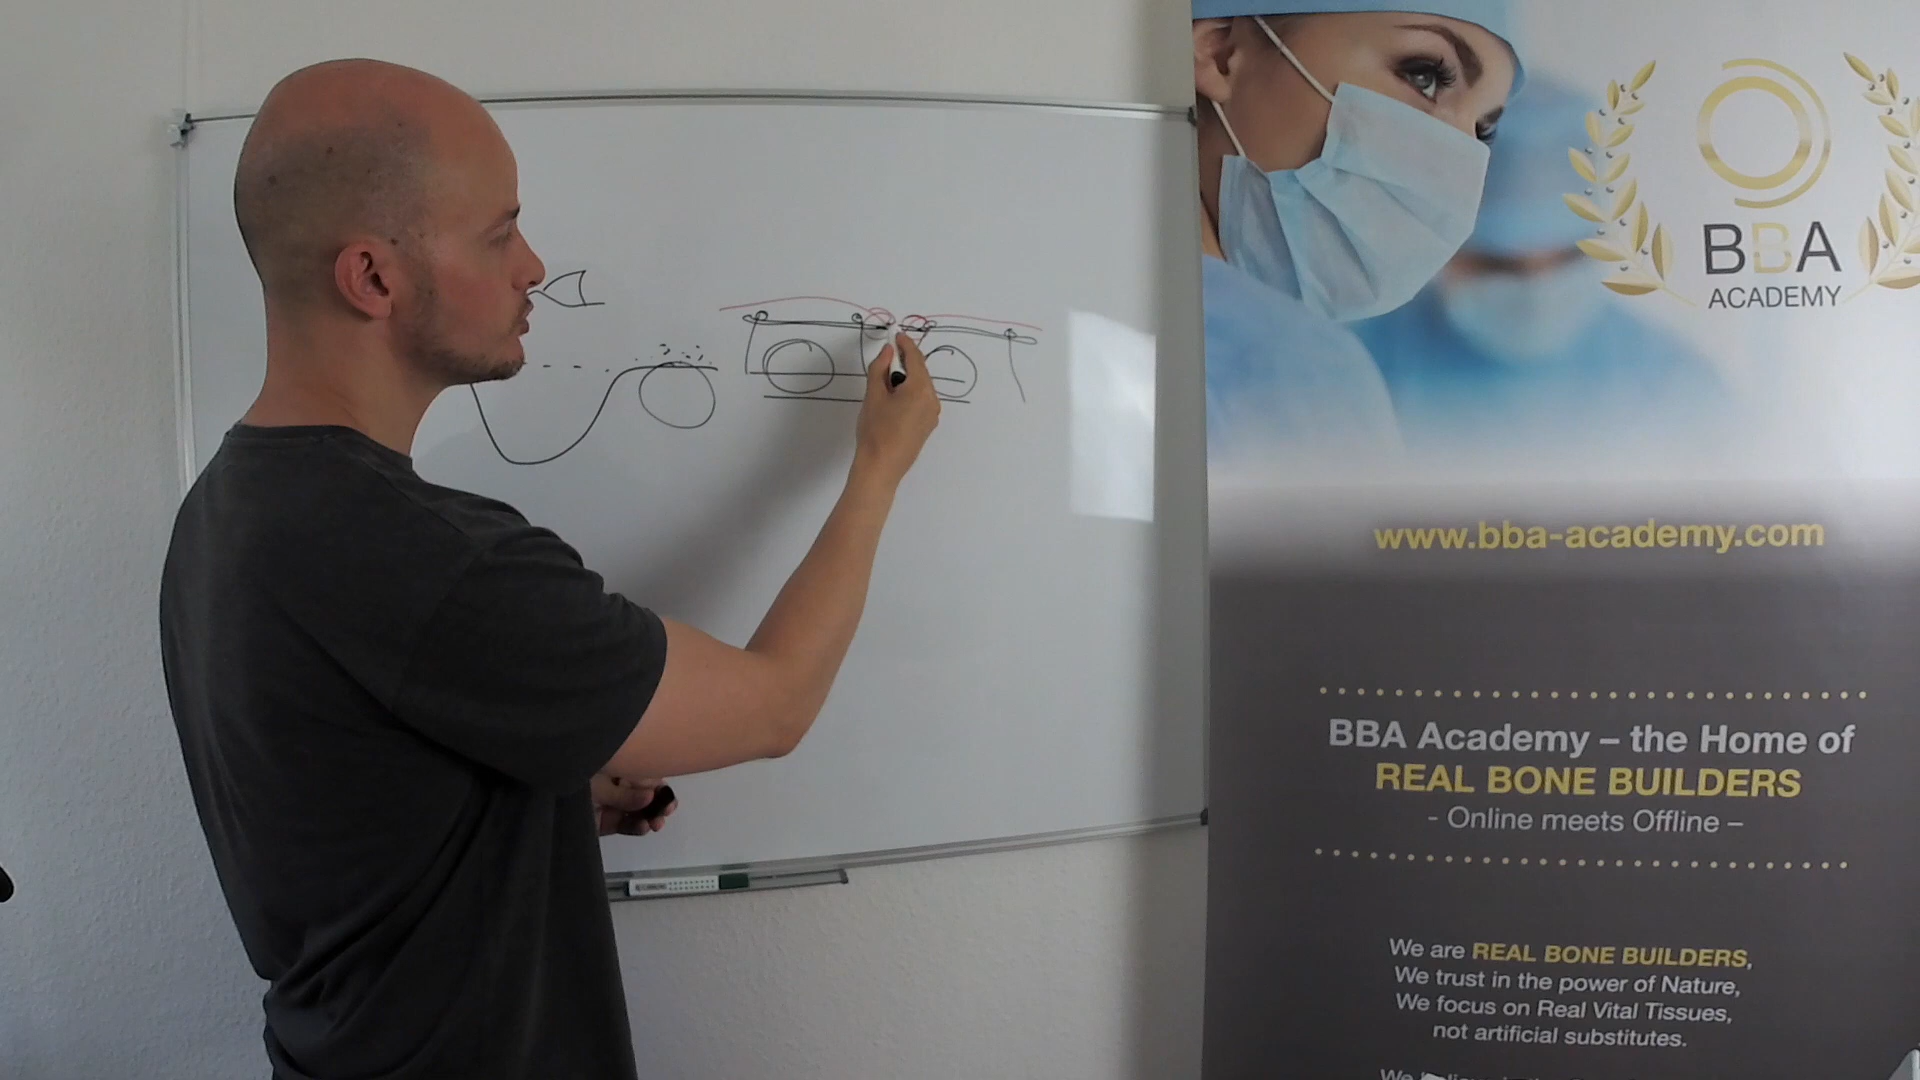 BBA
ACADEMY
www.bba-academy.com
BBA Academy – the Home of
REAL BONE BUILDERS
- Online meets Offline –
We are REAL BONE BUILDERS,
We trust in the power of Nature,
We focus on Real Vital Tissues,
not artificial substitutes.
We